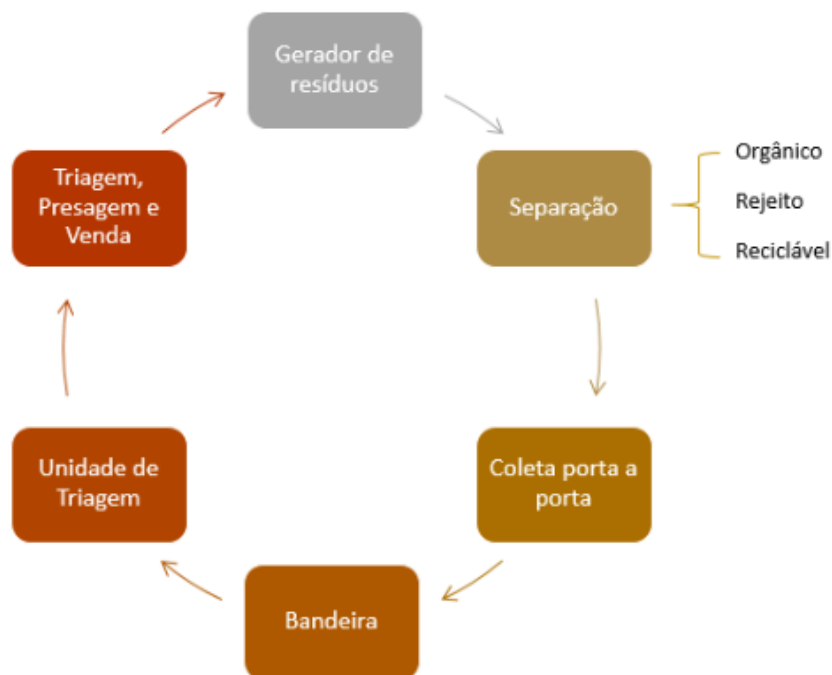 Gerador de
resíduos
Separação
Orgânico
Rejeito
Reciclável
Coleta porta a
porta
Bandeira
Unidade de
Triagem
Triagem,
Presagem e
Venda